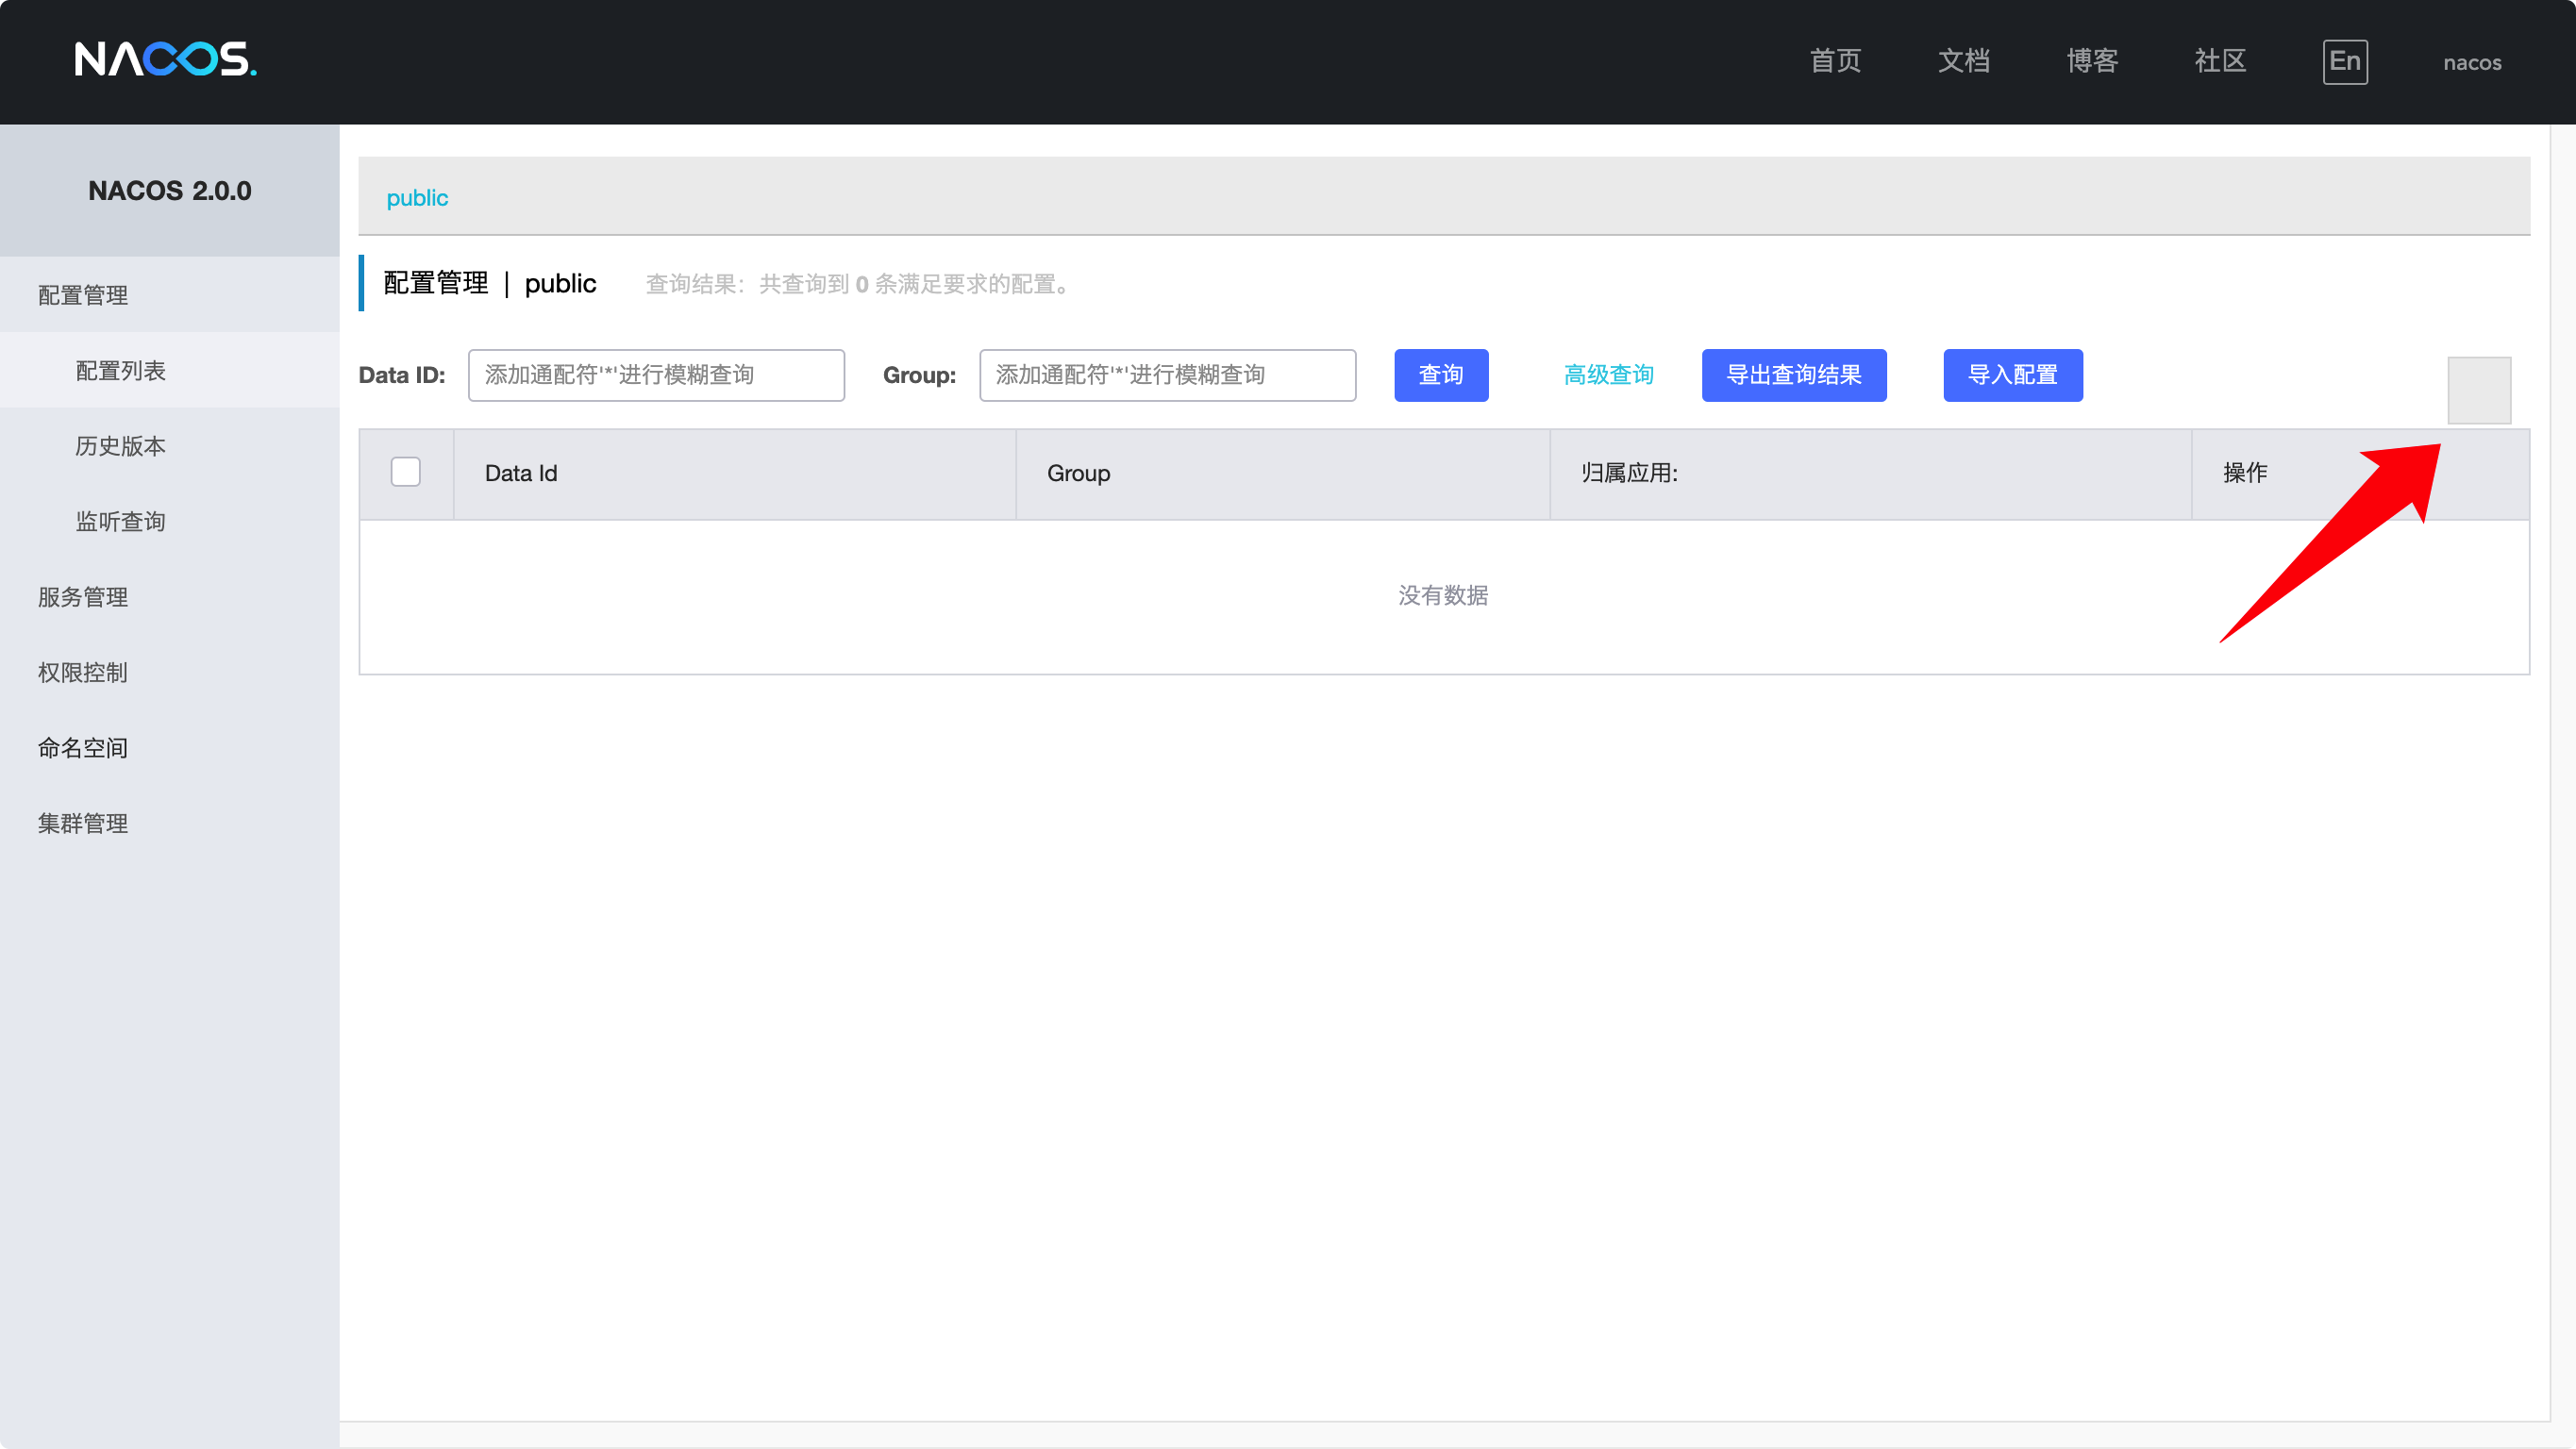 NACOS.
首页 文档 博客 社区 En nacos
NACOS 2.0.0
配置管理
配置列表
历史版本
监听查询
服务管理
权限控制
命名空间
集群管理
public
配置管理 | public 查询结果：共查询到 0 条满足要求的配置。
Data ID: 添加通配符'*'进行模糊查询 Group: 添加通配符'*'进行模糊查询 查询 高级查询 导出查询结果 导入配置
Data Id Group 归属应用: 操作
没有数据